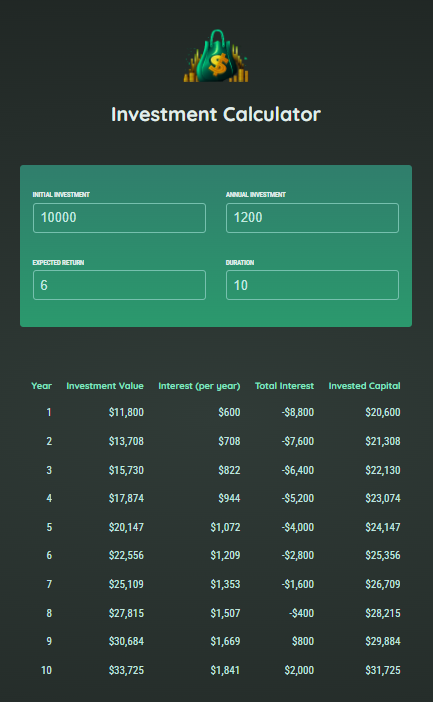 $
Investment Calculator
INITIAL INVESTMENT ANNUAL INVESTMENT
10000 1200
EXPECTED RETURN DURATION
6 10
Year Investment Value Interest (per year) Total Interest Invested Capital
1 $11,800 $600 -$8,800 $20,600
2 $13,708 $708 -$7,600 $21,308
3 $15,730 $822 -$6,400 $22,130
4 $17,874 $944 -$5,200 $23,074
5 $20,147 $1,072 -$4,000 $24,147
6 $22,556 $1,209 -$2,800 $25,356
7 $25,109 $1,353 -$1,600 $26,709
8 $27,815 $1,507 -$400 $28,215
9 $30,684 $1,669 $800 $29,884
10 $33,725 $1,841 $2,000 $31,725